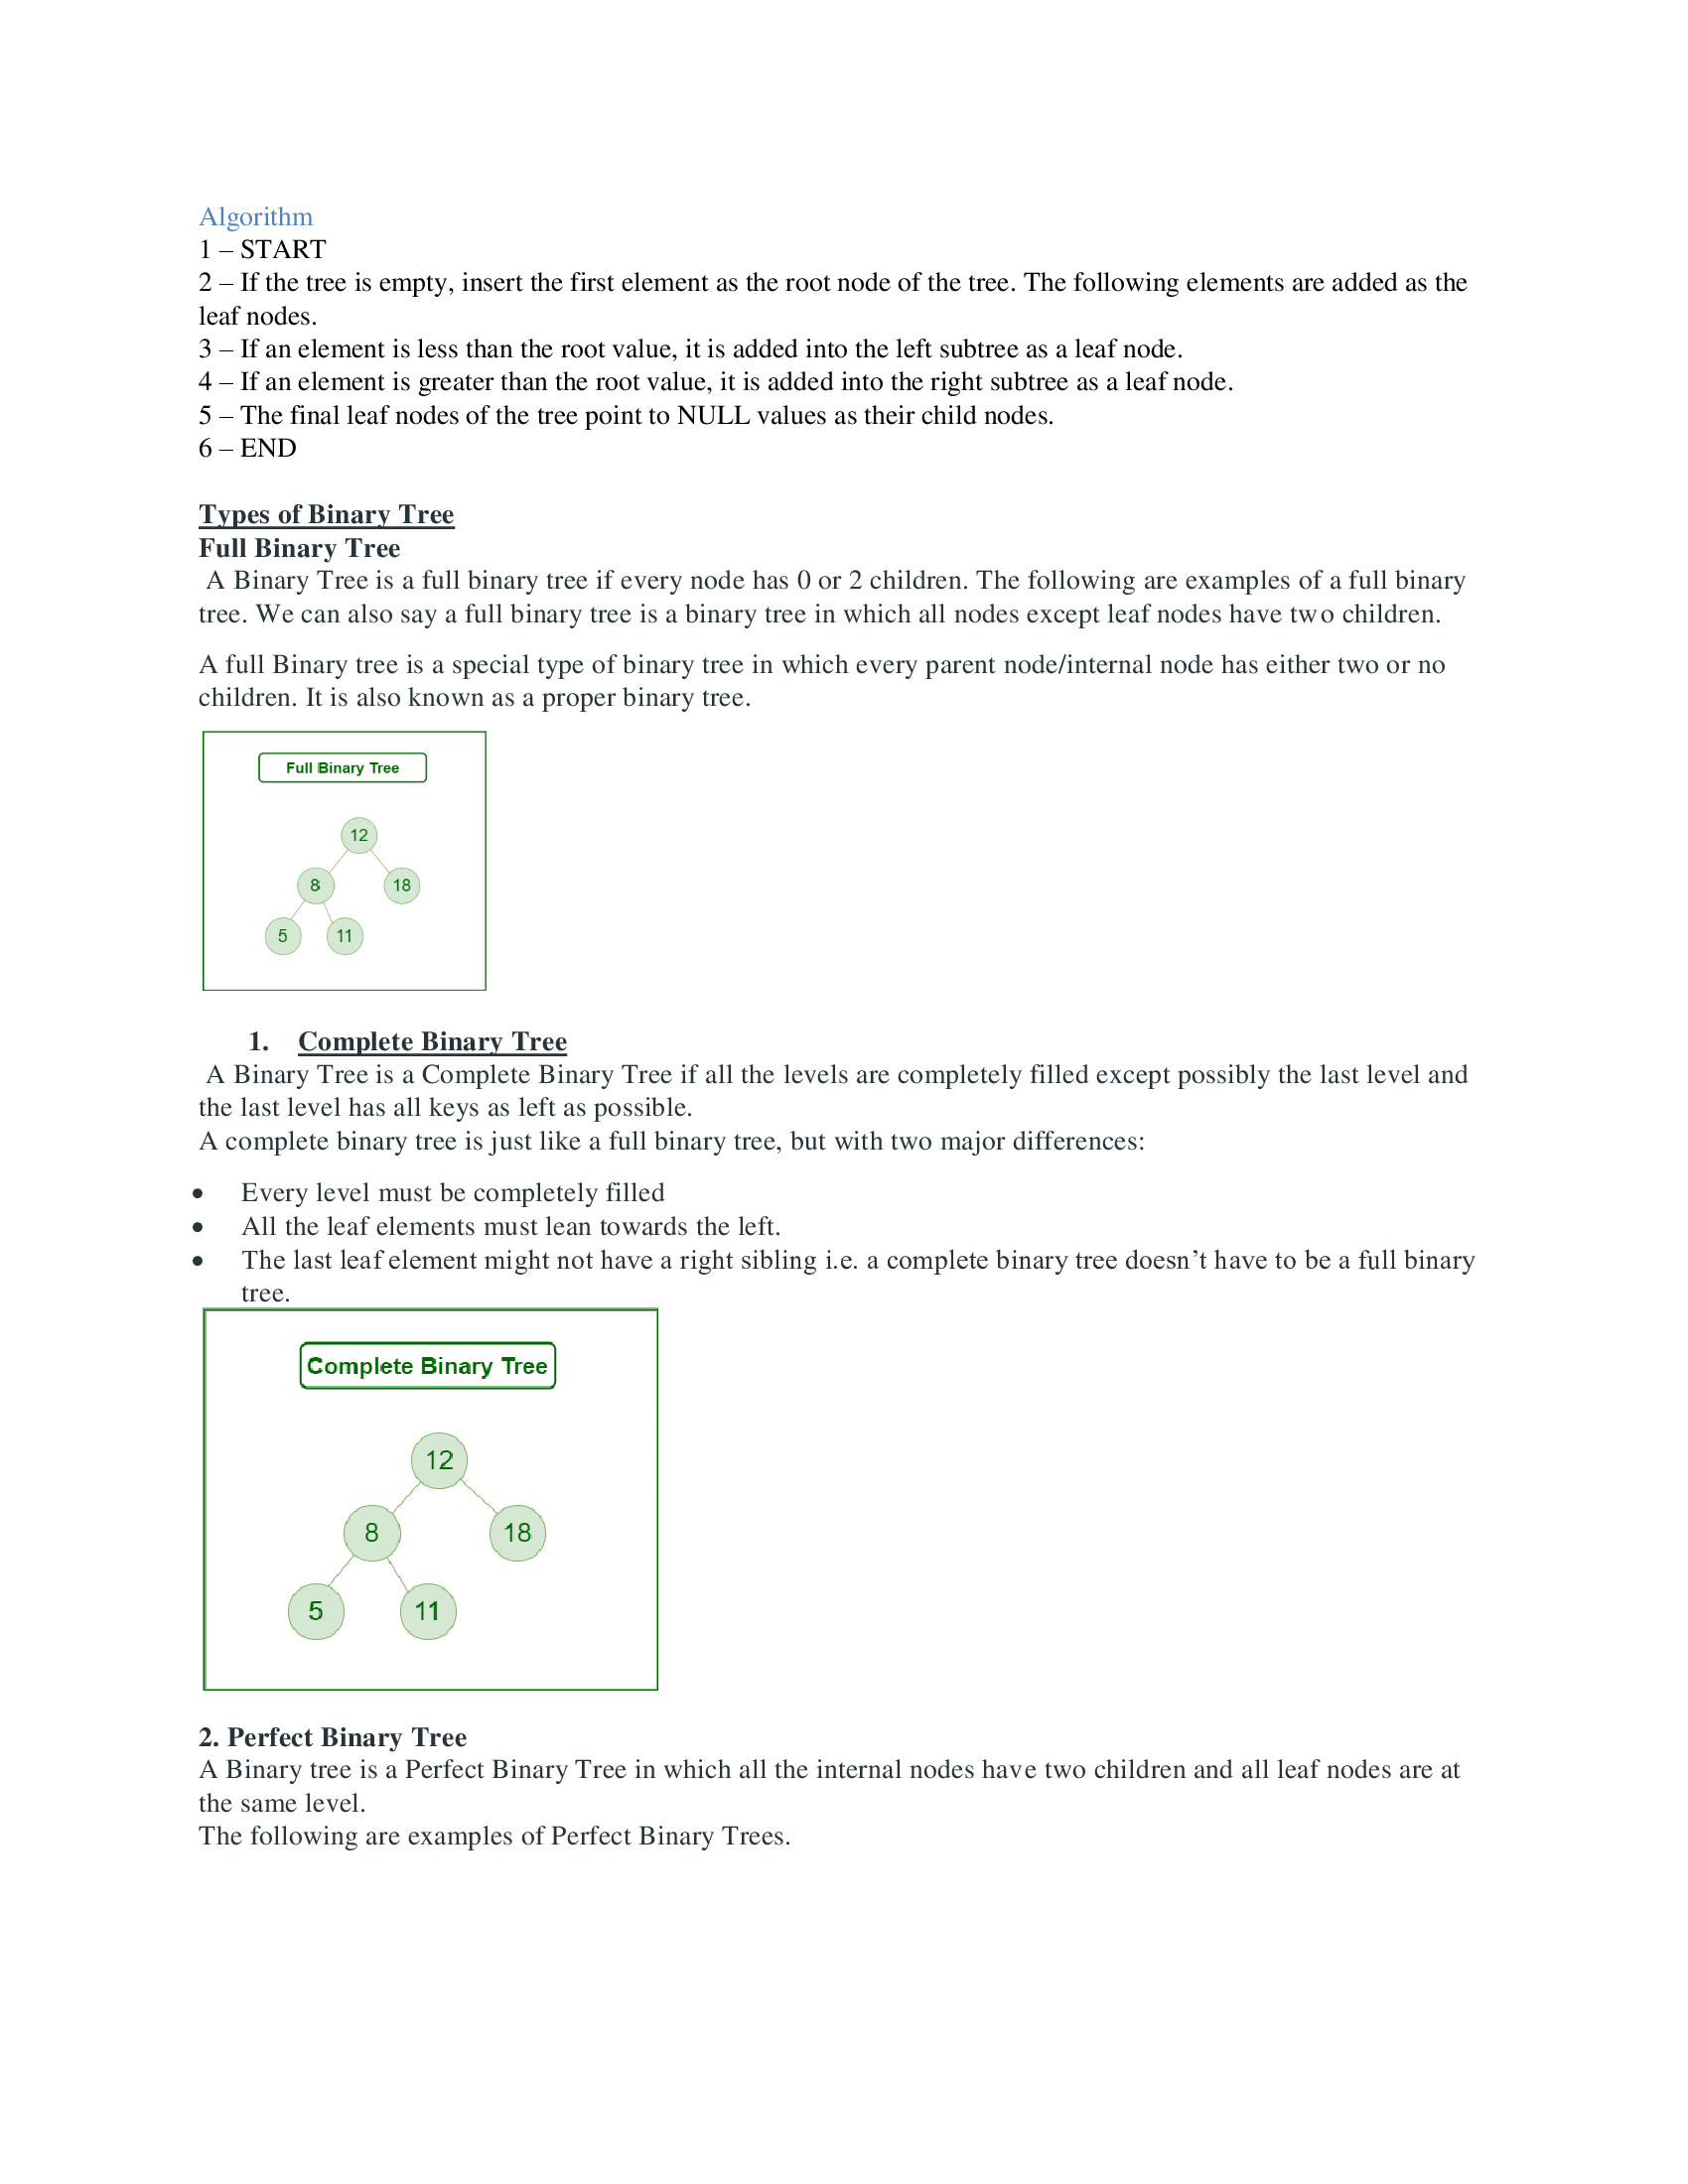 Algorithm
1 – START
2 – If the tree is empty, insert the first element as the root node of the tree. The following elements are added as the
leaf nodes.
3 – If an element is less than the root value, it is added into the left subtree as a leaf node.
4 – If an element is greater than the root value, it is added into the right subtree as a leaf node.
5 – The final leaf nodes of the tree point to NULL values as their child nodes.
6 – END
Types of Binary Tree
Full Binary Tree
A Binary Tree is a full binary tree if every node has 0 or 2 children. The following are examples of a full binary
tree. We can also say a full binary tree is a binary tree in which all nodes except leaf nodes have two children.
A full Binary tree is a special type of binary tree in which every parent node/internal node has either two or no
children. It is also known as a proper binary tree.
Full Binary Tree
12
8 18
5 11
1. Complete Binary Tree
A Binary Tree is a Complete Binary Tree if all the levels are completely filled except possibly the last level and
the last level has all keys as left as possible.
A complete binary tree is just like a full binary tree, but with two major differences:
• Every level must be completely filled
• All the leaf elements must lean towards the left.
• The last leaf element might not have a right sibling i.e. a complete binary tree doesn’t have to be a full binary
tree.
Complete Binary Tree
12
8 18
5 11
2. Perfect Binary Tree
A Binary tree is a Perfect Binary Tree in which all the internal nodes have two children and all leaf nodes are at
the same level.
The following are examples of Perfect Binary Trees.